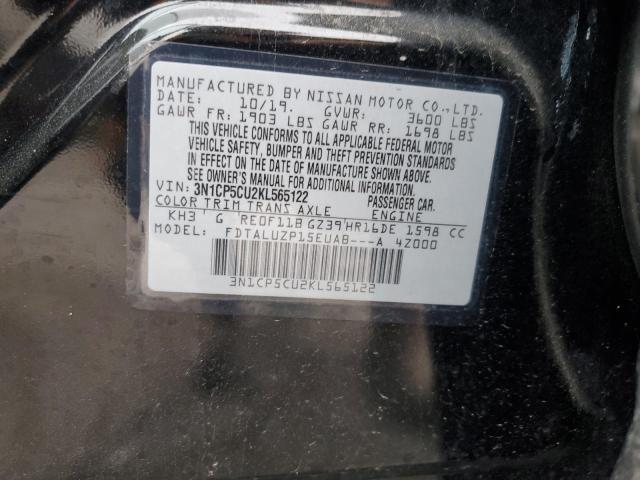 MANUFACTURED BY NISSAN MOTOR CO.,LTD.
DATE: 10/19. GVWR: 3600 LBS
GAWR FR: 1903 LBS GAWR RR: 1698 LBS
THIS VEHICLE CONFORMS TO ALL APPLICABLE FEDERAL MOTOR
VEHICLE SAFETY, BUMPER AND THEFT PREVENTION STANDARDS
IN EFFECT ON THE DATE OF MANUFACTURE SHOWN ABOVE.
SEE OWNER'S MANUAL FOR ADDITIONAL INFORMATION
VIN: 3N1CP5CU2KL565122 PASSENGER CAR.
COLOR TRIM TRANS AXLE ENGINE
KH3 ' G RE0F11B GZ39'HR16DE 1598 CC
MODEL: FDTALUZP15EUAB---A 4Z000
3N1CP5CU2KL565122